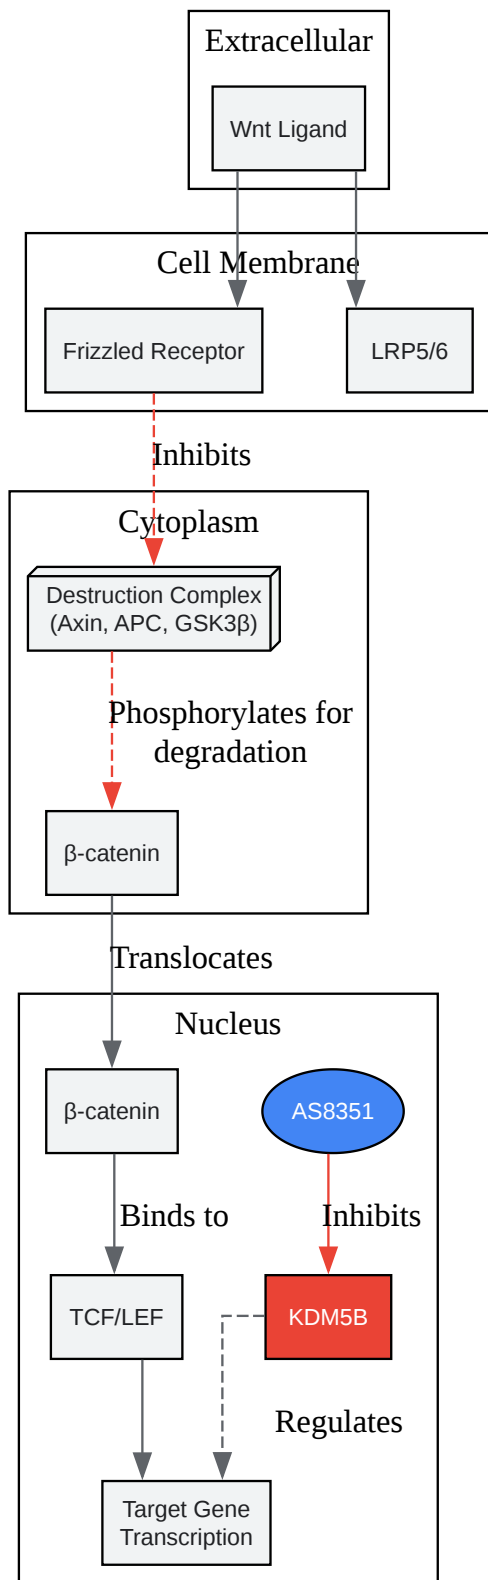 Extracellular
Wnt Ligand
Cell Membrane
Frizzled Receptor
LRP5/6
Inhibits
Cytoplasm
Destruction Complex
(Axin, APC, GSK3β)
Phosphorylates for
degradation
β-catenin
Translocates
Nucleus
β-catenin
AS8351
Binds to
Inhibits
TCF/LEF
KDM5B
Regulates
Target Gene
Transcription